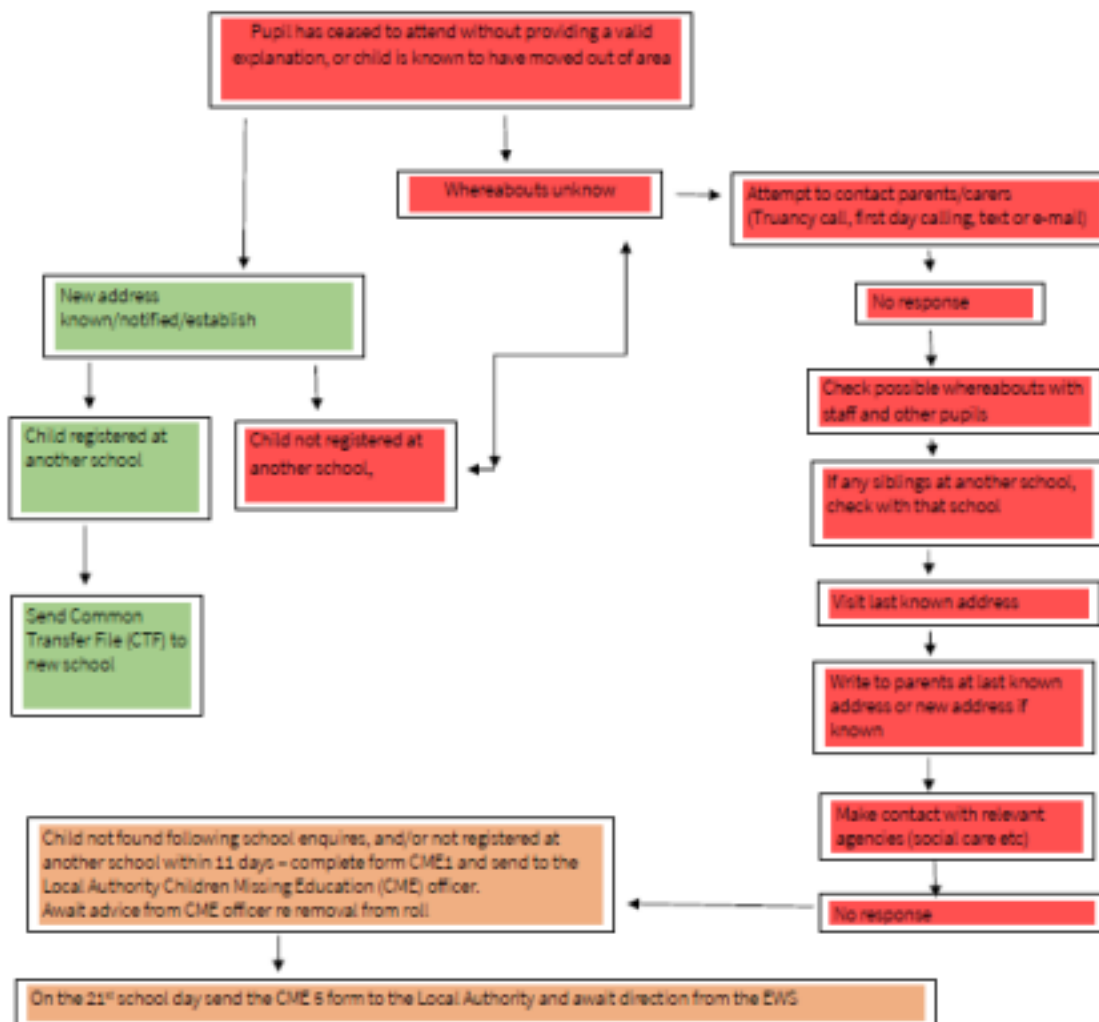 Pupil has ceased to attend without providing a valid
explanation, or child is known to have moved out of area
Whereabouts unknow
Attempt to contact parents/carers
(Truancy call, first day calling, text or e-mail)
New address
known/notified/establish
No response
Check possible whereabouts with
staff and other pupils
Child registered at
another school
Child not registered at
another school,
If any siblings at another school,
check with that school
Visit last known address
Send Common
Transfer File (CTF) to
new school
Write to parents at last known
address or new address if
known
Make contact with relevant
agencies (social care etc)
No response
Child not found following school enquires, and/or not registered at
another school within 11 days – complete form CME1 and send to the
Local Authority Children Missing Education (CME) officer.
Await advice from CME officer re removal from roll
On the 21st school day send the CME form to the Local Authority and await direction from the EWS